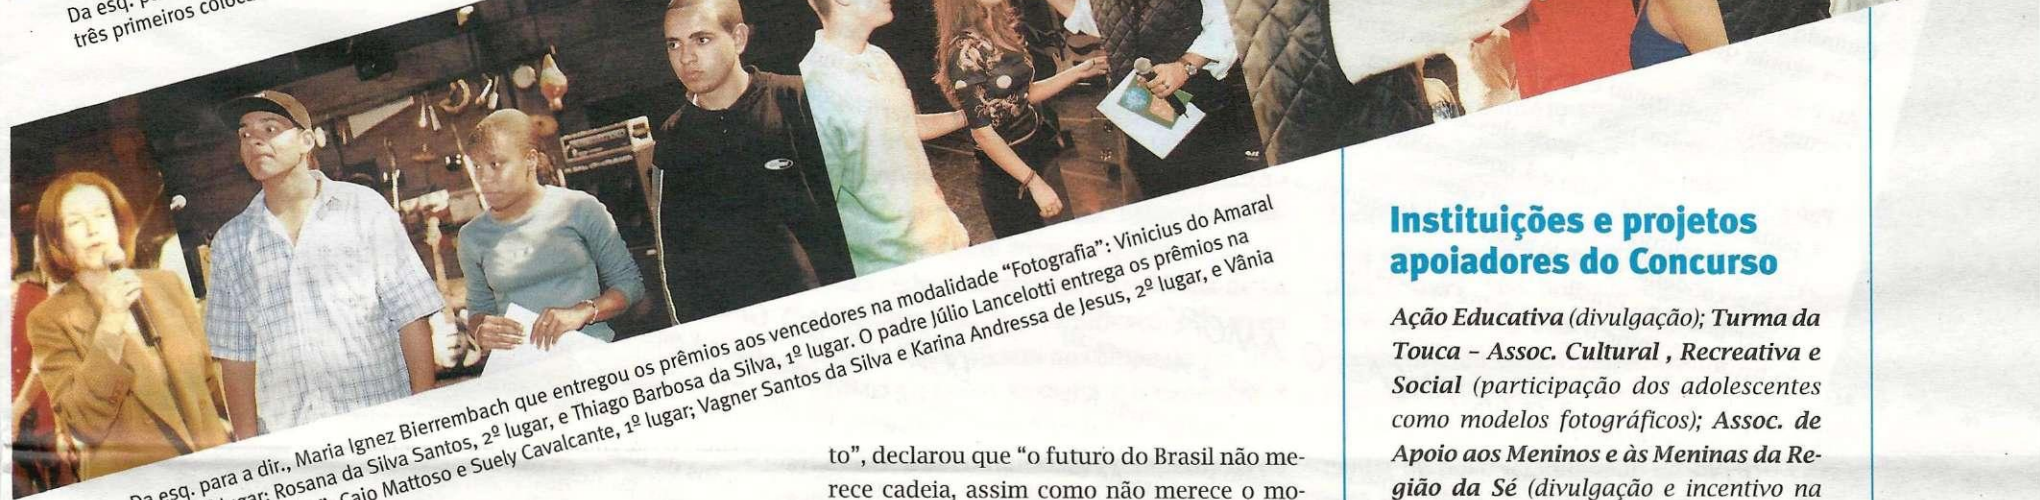 Da esq.
três primeiros
Da esq. para a dir., Maria Ignez Bierrembach que entregou os prêmios aos vencedores na modalidade “Fotografia”: Vinicius do Amaral
Rosana da Silva Santos, 2º lugar, e Thiago Barbosa da Silva, 1º lugar. O padre Júlio Lancelotti entrega os prêmios na
Caio Mattoso e Suely Cavalcante, 1º lugar; Vagner Santos da Silva e Karina Andressa de Jesus, 2º lugar, e Vânia
to”, declarou que “o futuro do Brasil não me-
rece cadeia, assim como não merece o mo-
Instituições e projetos
apoiadores do Concurso
Ação Educativa (divulgação); Turma da
Touca – Assoc. Cultural , Recreativa e
Social (participação dos adolescentes
como modelos fotográficos); Assoc. de
Apoio aos Meninos e às Meninas da Re-
gião da Sé (divulgação e incentivo na